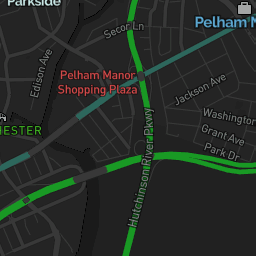 Parkside
Secor Ln
Pelham M
Edison Ave
Pelham Manor
Shopping Plaza
Jackson Ave
Washington
Grant Ave
Park Dr
HESTER
Hutchinson River Pkwy